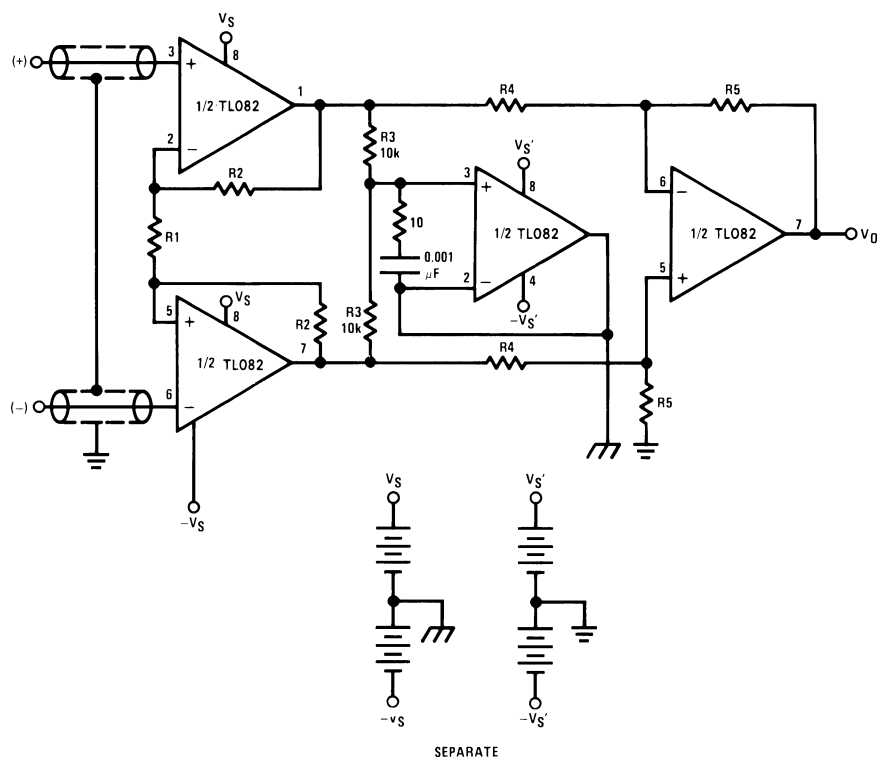 VS
(+)
3
+
8
1/2 TL082
1
2
−
R2
R1
R3
10k
R4
R5
VS'
3
+
8
10
1/2 TL082
0.001
μF
2
−
4
−VS'
6
−
1/2 TL082
7
VO
5
+
VS
5
+
8
R2
R3
10k
1/2 TL082
7
R4
R5
(−)
6
−
−VS
VS
VS'
−vS
−VS'
SEPARATE